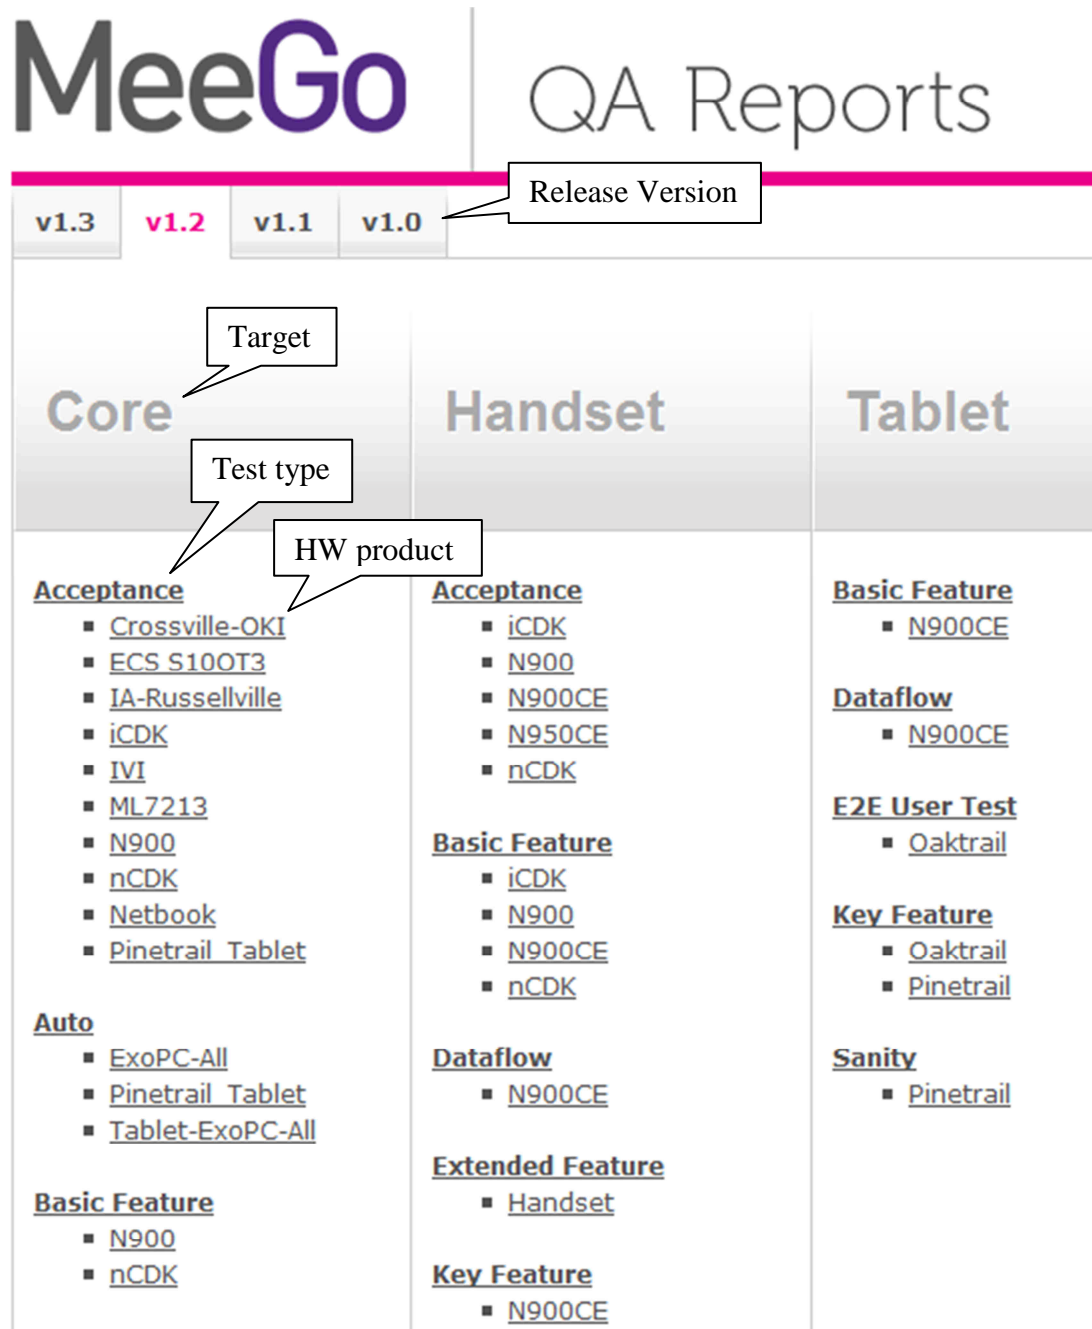 MeeGo
QA Reports
Release Version
v1.3
v1.2
v1.1
v1.0
Target
Core
Handset
Tablet
Test type
HW product
Acceptance
Crossville-OKI
ECS S10OT3
IA-Russellville
iCDK
IVI
ML7213
N900
nCDK
Netbook
Pinetrail_Tablet
Auto
ExoPC-All
Pinetrail_Tablet
Tablet-ExoPC-All
Basic Feature
N900
nCDK
Acceptance
iCDK
N900
N900CE
N950CE
nCDK
Basic Feature
iCDK
N900
N900CE
nCDK
Dataflow
N900CE
Extended Feature
Handset
Key Feature
N900CE
Basic Feature
N900CE
Dataflow
N900CE
E2E User Test
Oaktrail
Key Feature
Oaktrail
Pinetrail
Sanity
Pinetrail